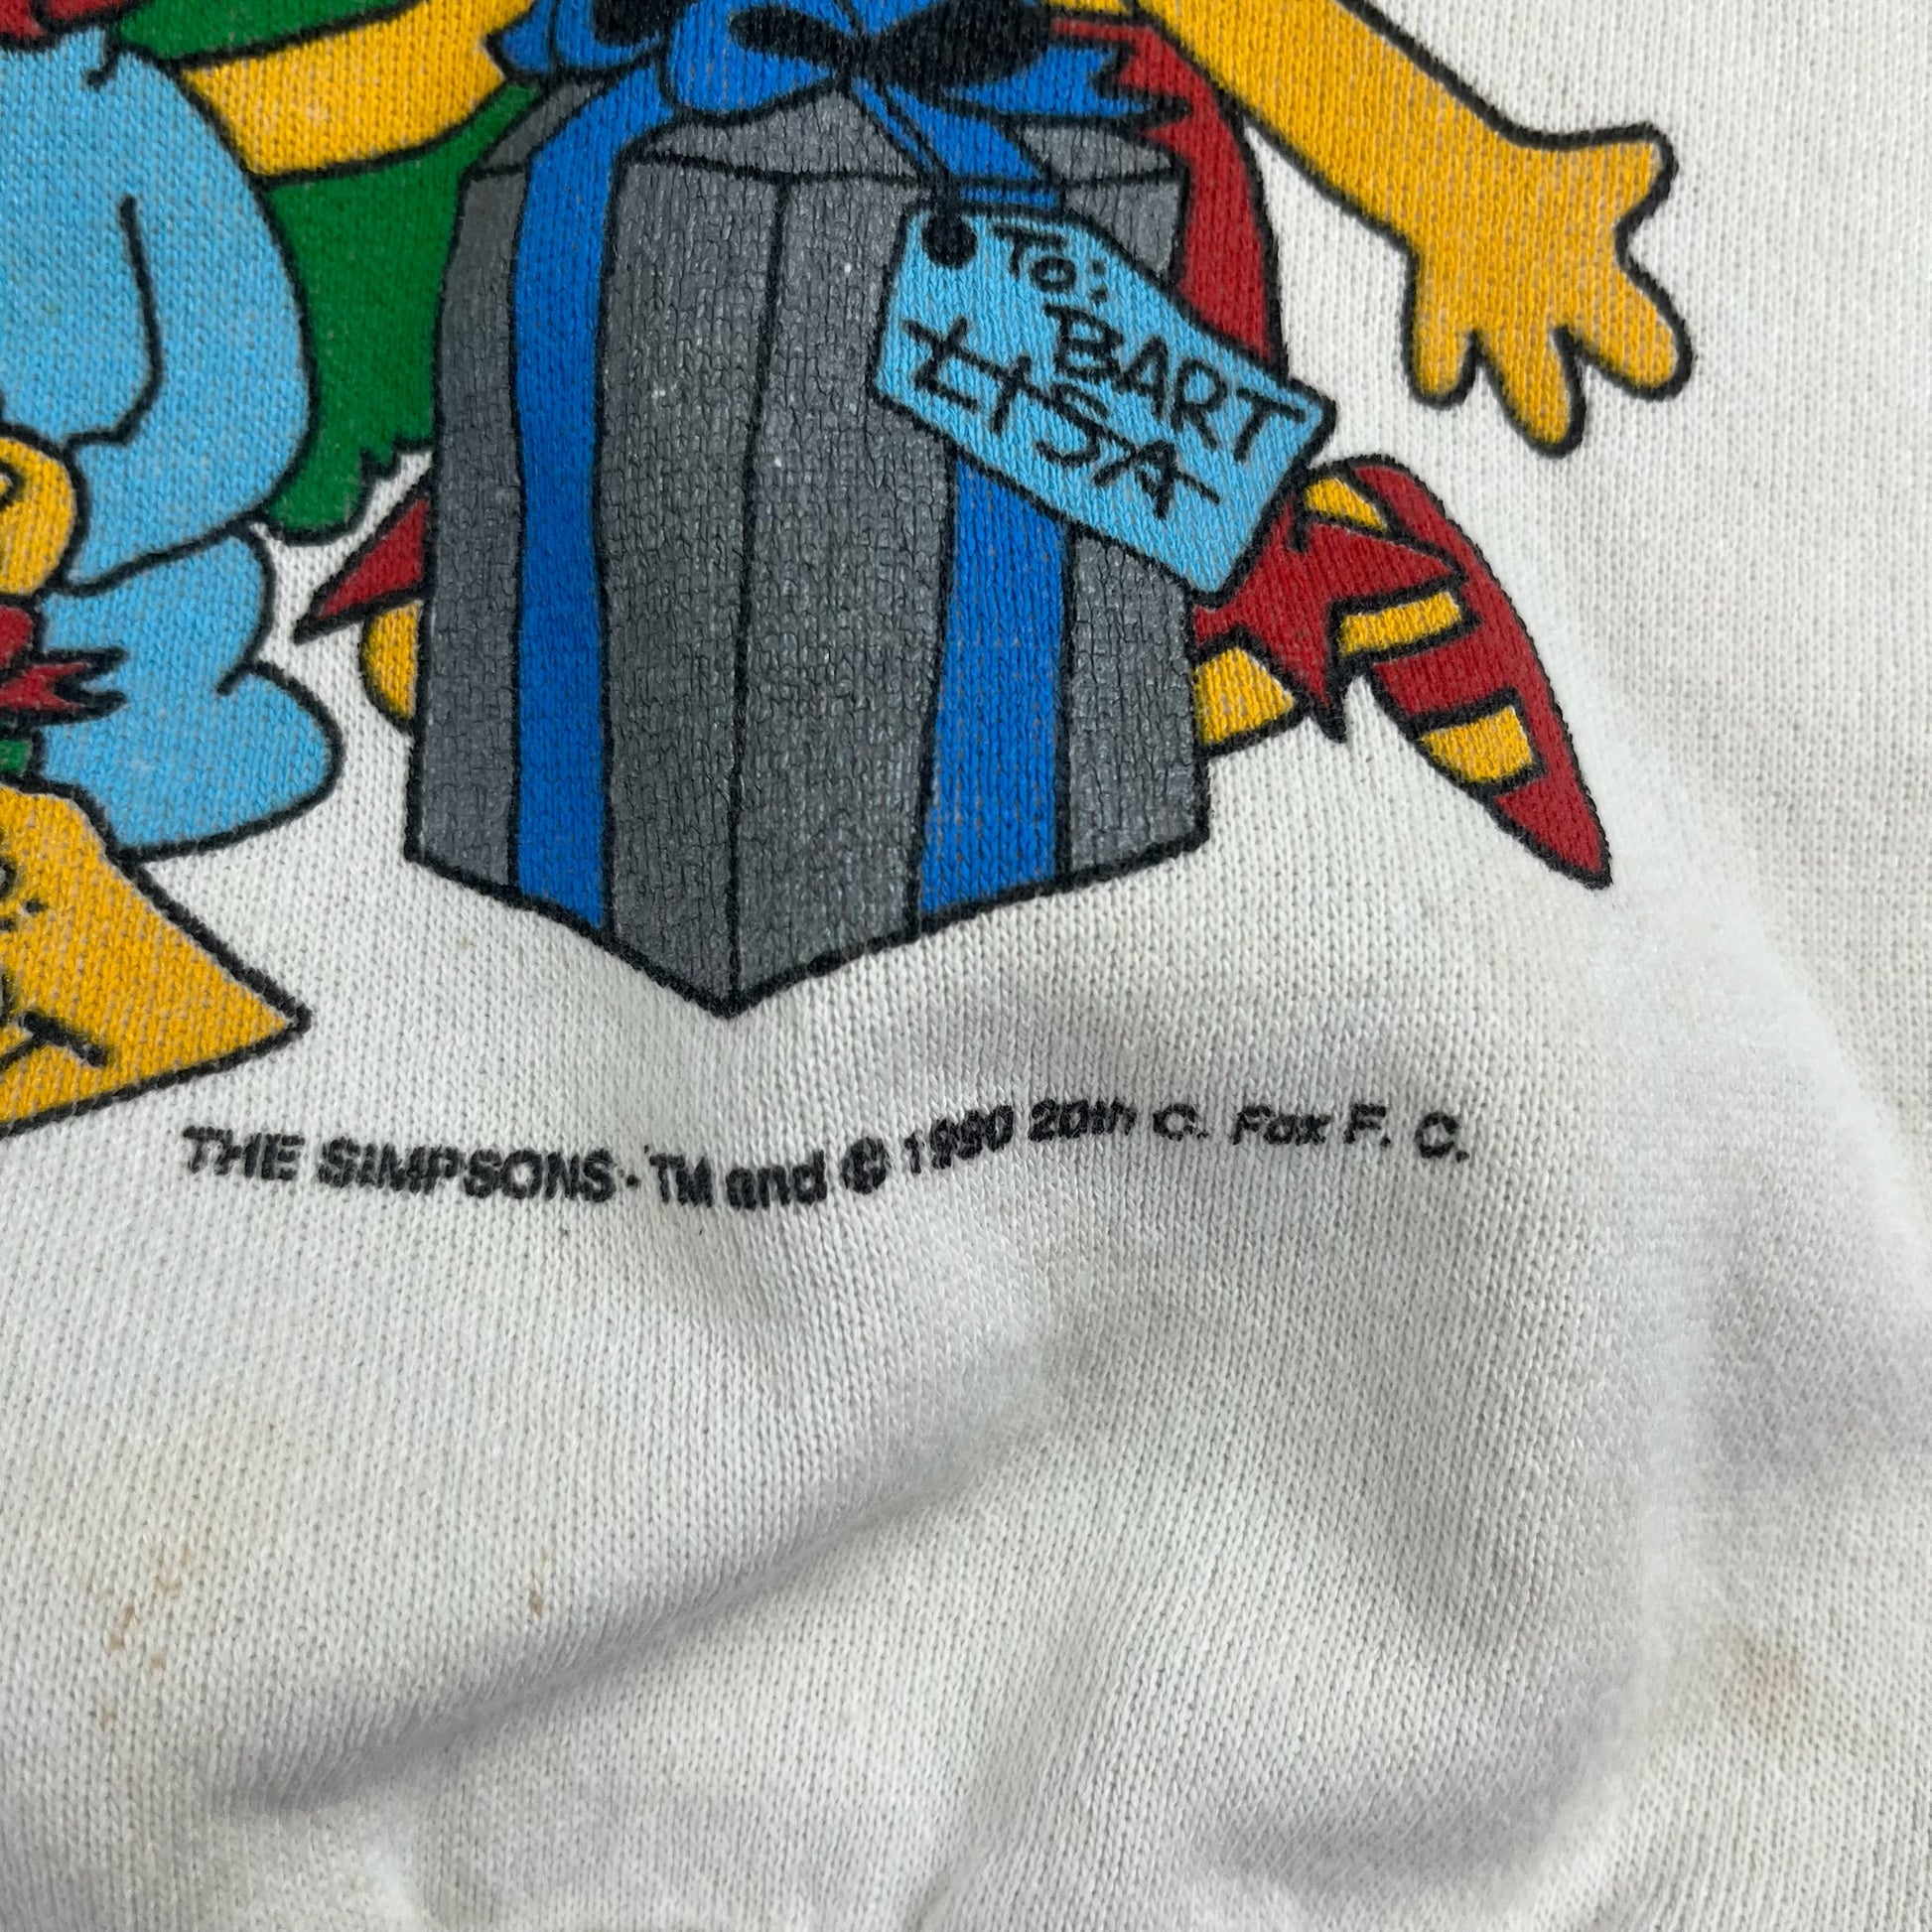 To:
BART
LISA
THE SIMPSONS · TM and © 1990 20th C. Fox F. C.